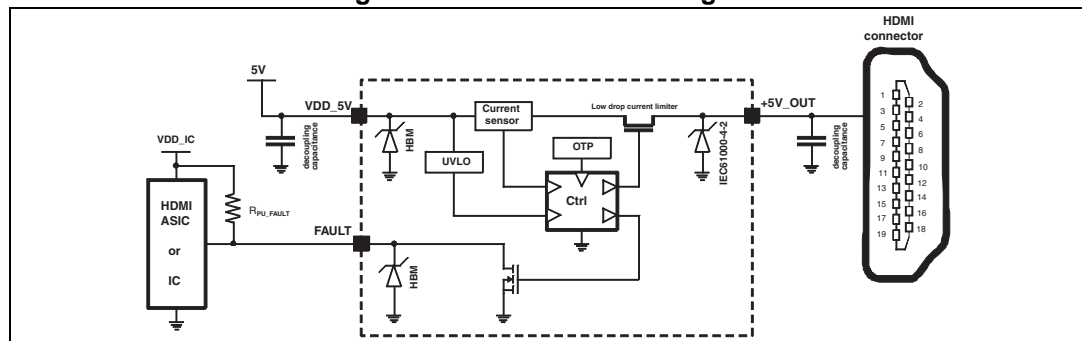 HDMI
connector
5V
VDD_5V
decoupling
capacitance
HBM
UVLO
Current
sensor
Low drop current limiter
OTP
Ctrl
IEC61000-4-2
+5V_OUT
decoupling
capacitance
1
2
3
4
5
6
7
8
9
10
11
12
13
14
15
16
17
18
19
VDD_IC
HDMI
ASIC
or
IC
RPU_FAULT
FAULT
HBM